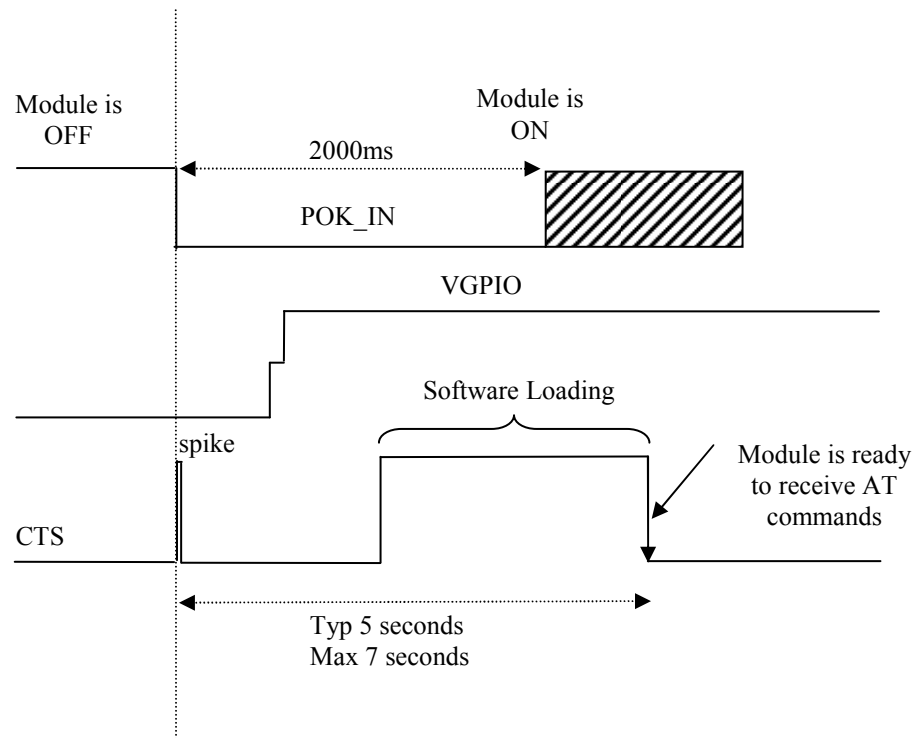 Module is
OFF
Module is
ON
2000ms
POK_IN
VGPIO
Software Loading
spike
Module is ready
to receive AT
commands
CTS
Typ 5 seconds
Max 7 seconds